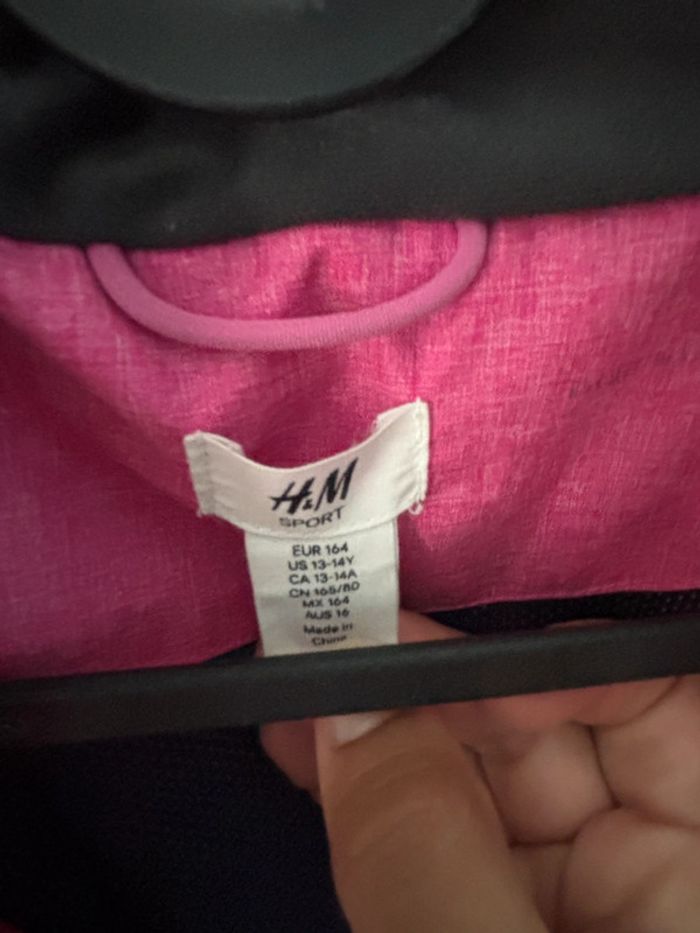 H&M
SPORT
EUR 164
US 13-14Y
CA 13-14A
CN 165/80
MX 164
AUS 16
Made in
China